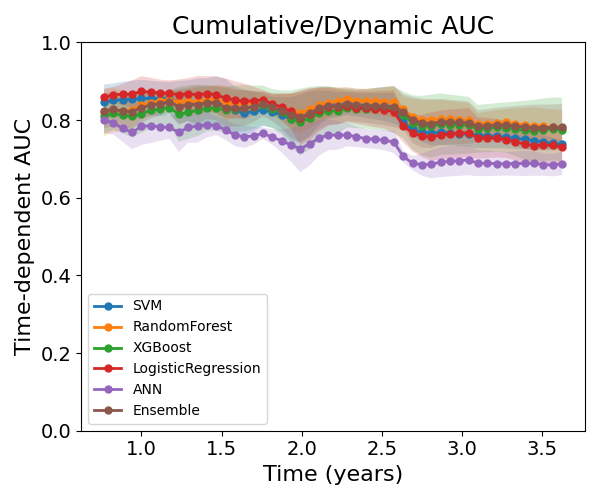 Cumulative/Dynamic AUC
Time-dependent AUC
1.0
0.8
0.6
0.4
0.2
0.0
SVM
RandomForest
XGBoost
LogisticRegression
ANN
Ensemble
1.0 1.5 2.0 2.5 3.0 3.5
Time (years)